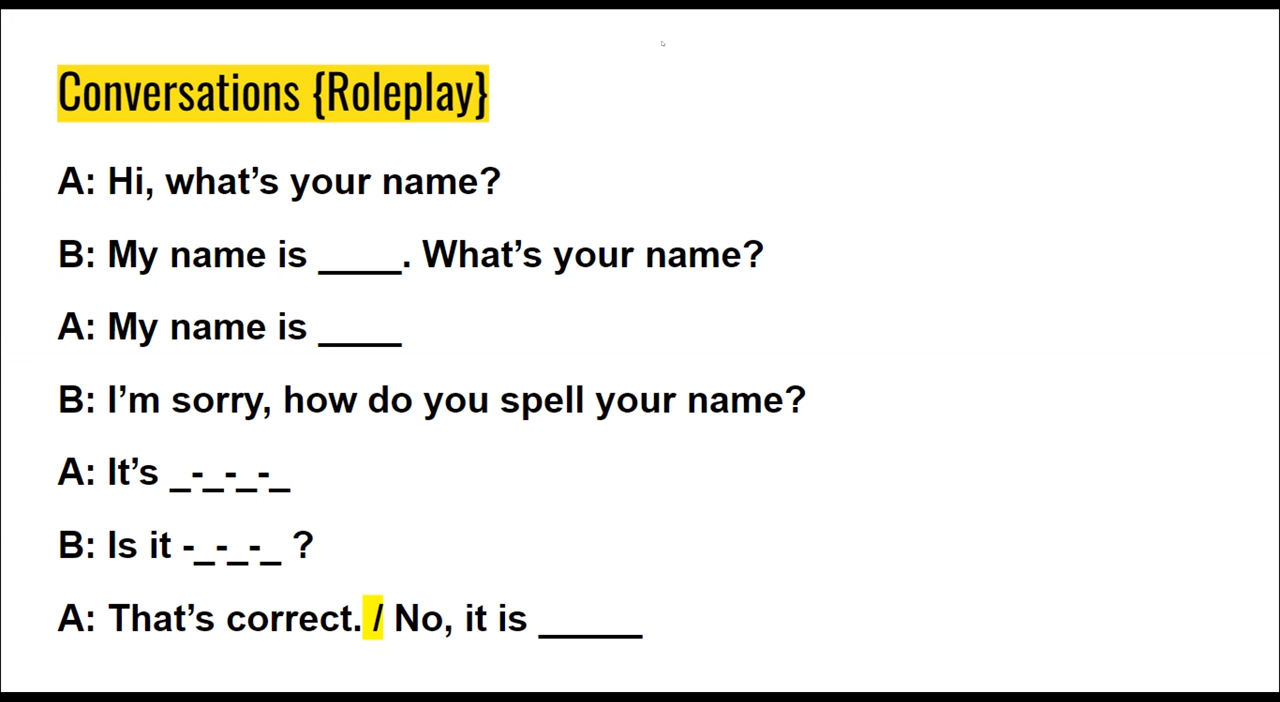 Conversations {Roleplay}
A: Hi, what’s your name?
B: My name is ____. What’s your name?
A: My name is ____
B: I’m sorry, how do you spell your name?
A: It’s _-_-_-_
B: Is it -_-_-_ ?
A: That’s correct. / No, it is _____